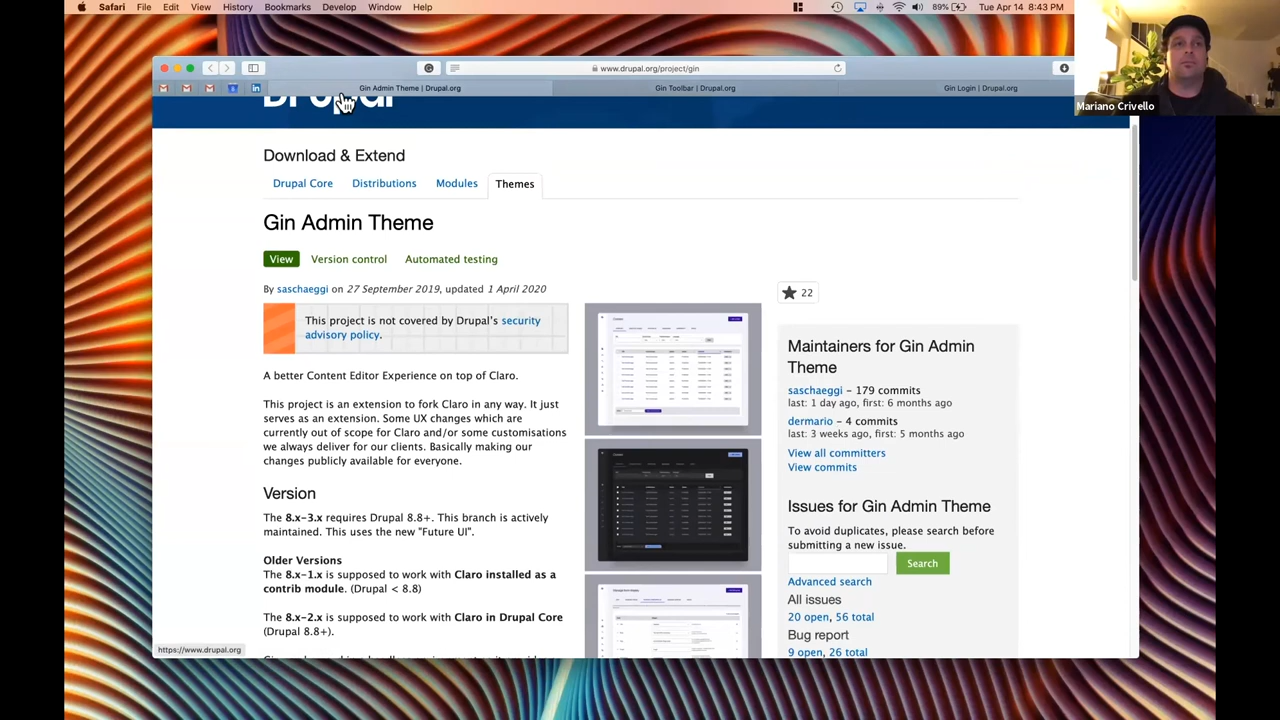 Safari File Edit View History Bookmarks Develop Window Help
89% Tue Apr 14 8:43 PM
www.drupal.org/project/gin
Gin Admin Theme | Drupal.org
Gin Toolbar | Drupal.org
Gin Login | Drupal.org
Mariano Crivello
Drupal
Download & Extend
Drupal Core Distributions Modules Themes
Gin Admin Theme
View Version control Automated testing
By saschaeggi on 27 September 2019, updated 1 April 2020
This project is not covered by Drupal's security
advisory policy.
better Content Editor Experience on top of Claro.
This project is an extension to fork Claro in any way. It just
serves as an extension. Some UX changes which are
currently out of scope for Claro and/or some customisations
we always deliver for our clients. Basically making our
changes publicly available for everyone.
Version
The 8.x-3.x requires Drupal 8.8+. This branch is actively
maintained. This uses the new "Future UI".
Older Versions
The 8.x-1.x is supposed to work with Claro installed as a
contrib module. (Drupal < 8.8)
The 8.x-2.x is supposed to work with Claro in Drupal Core
(Drupal 8.8+).
22
Maintainers for Gin Admin
Theme
saschaeggi – 179 commits
last: 1 day ago, first: 6 months ago
dermario – 4 commits
last: 3 weeks ago, first: 5 months ago
View all committers
View commits
Issues for Gin Admin Theme
To avoid duplicates, please search before
submitting a new issue.
Search
Advanced search
All issues
20 open, 56 total
Bug report
9 open, 26 total
https://www.drupal.org